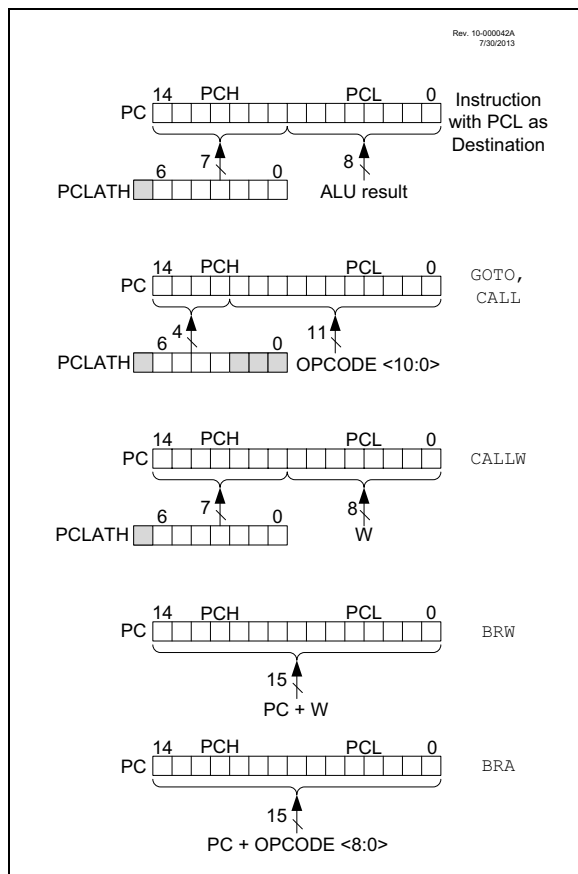 Rev. 10-000042A
7/30/2013
14 PCH PCL 0
PC
Instruction
with PCL as
Destination
7 8
6 0
PCLATH
ALU result
14 PCH PCL 0
PC
GOTO,
CALL
4 11
6 0
PCLATH
OPCODE <10:0>
14 PCH PCL 0
PC
CALLW
7 8
6 0
PCLATH
W
14 PCH PCL 0
PC
BRW
15
PC + W
14 PCH PCL 0
PC
BRA
15
PC + OPCODE <8:0>